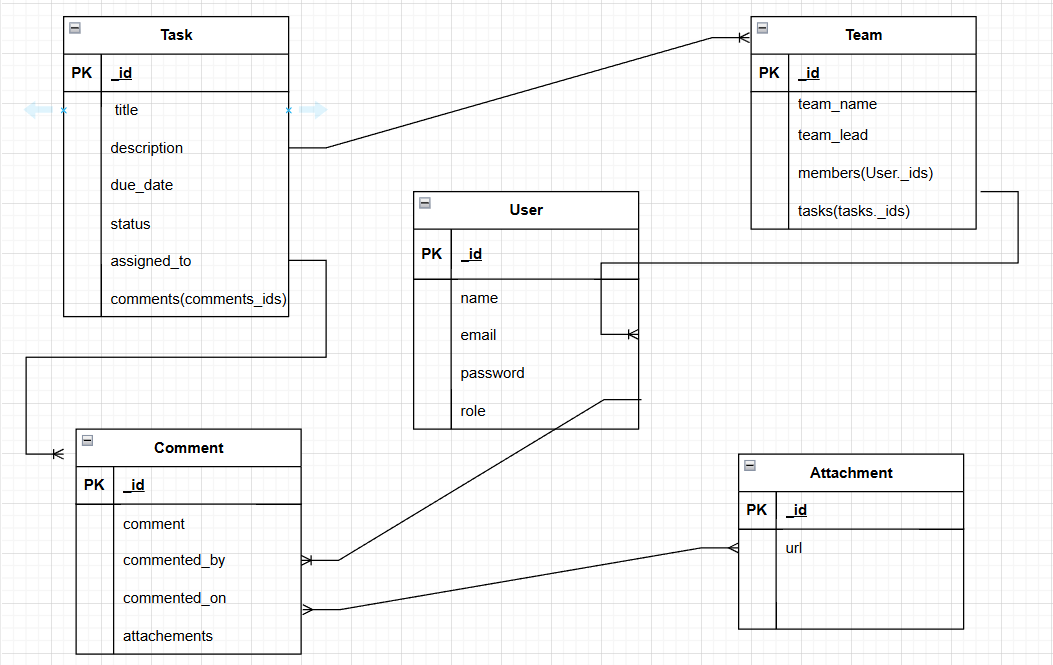 Task
PK _id
title
description
due_date
status
assigned_to
comments(comments_ids)
Team
PK _id
team_name
team_lead
members(User._ids)
tasks(tasks._ids)
User
PK _id
name
email
password
role
Comment
PK _id
comment
commented_by
commented_on
attachements
Attachment
PK _id
url